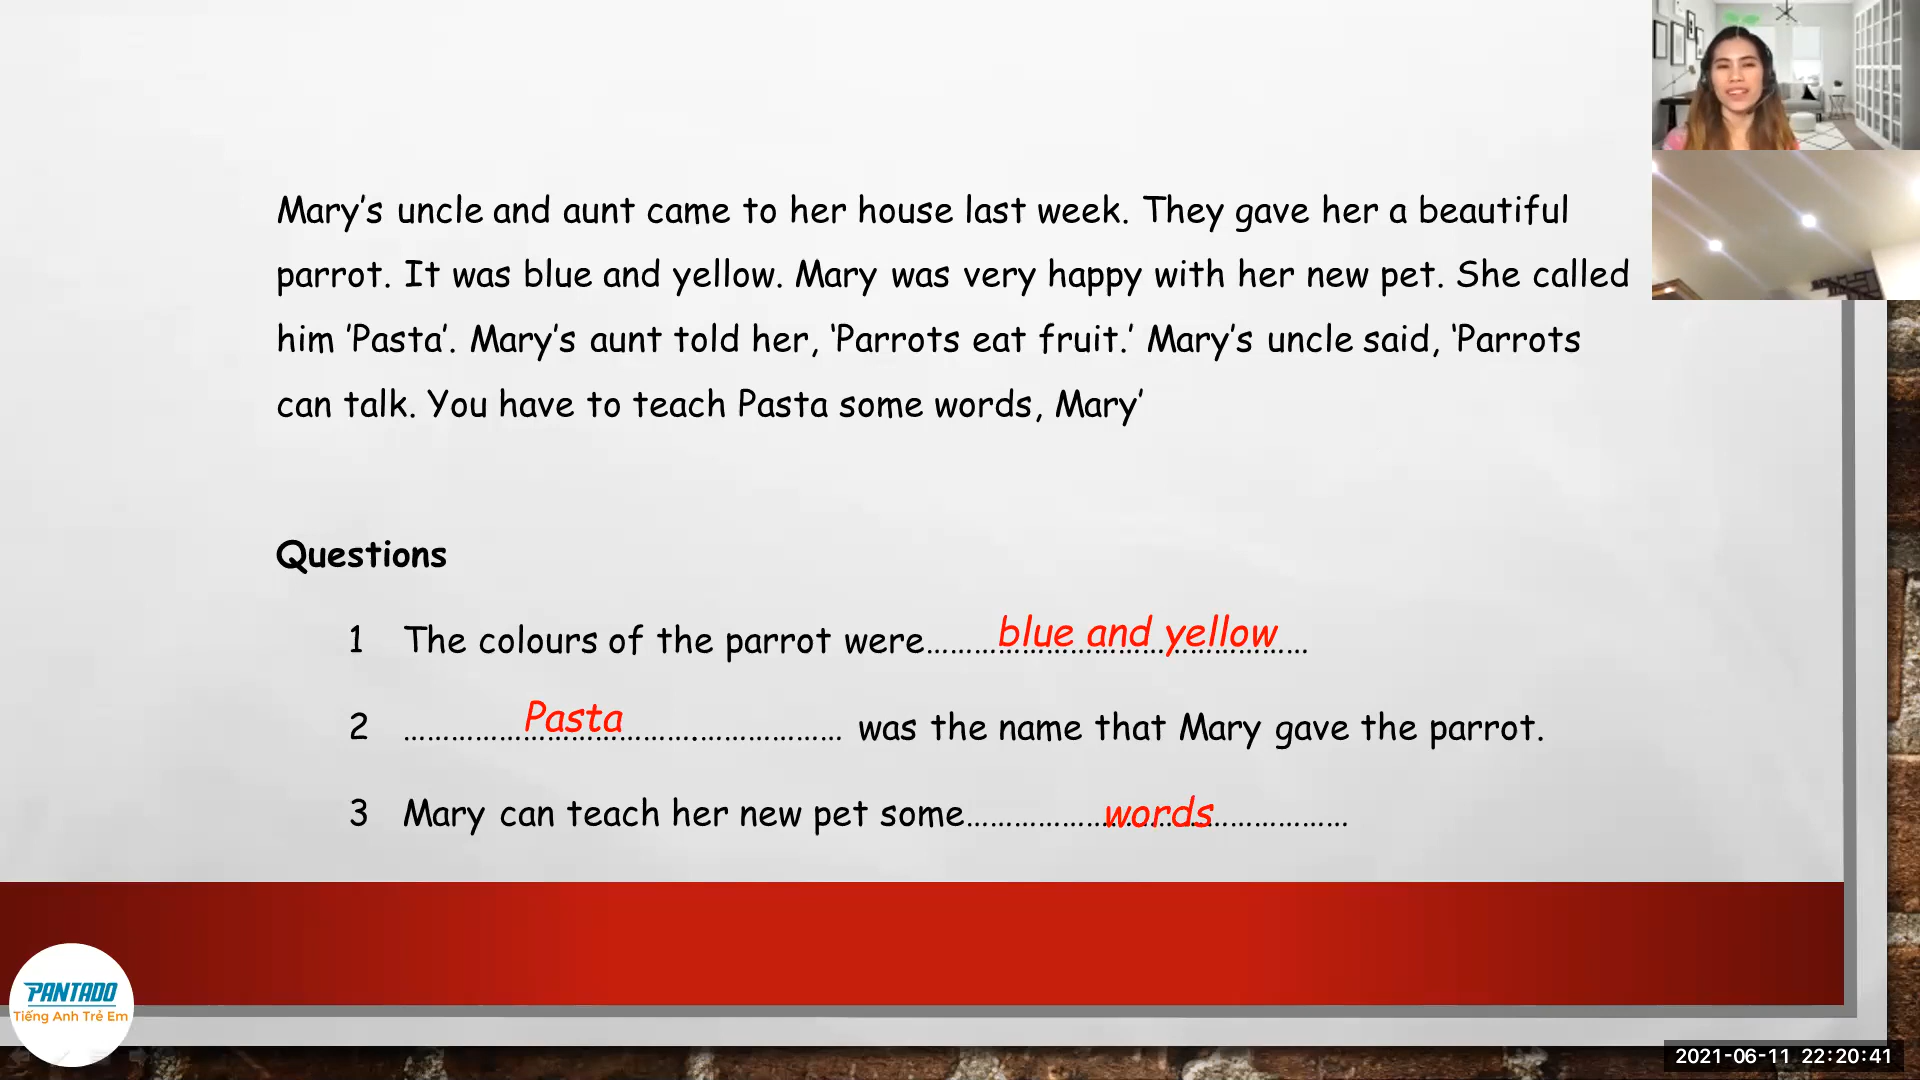 Mary’s uncle and aunt came to her house last week. They gave her a beautiful
parrot. It was blue and yellow. Mary was very happy with her new pet. She called
him ’Pasta’. Mary’s aunt told her, ‘Parrots eat fruit.’ Mary’s uncle said, ‘Parrots
can talk. You have to teach Pasta some words, Mary’
Questions
1 The colours of the parrot were………blue and yellow…
2 ……………Pasta……………………… was the name that Mary gave the parrot.
3 Mary can teach her new pet some………………words………………
PANTADO
Tiếng Anh Trẻ Em
2021-06-11 22:20:41